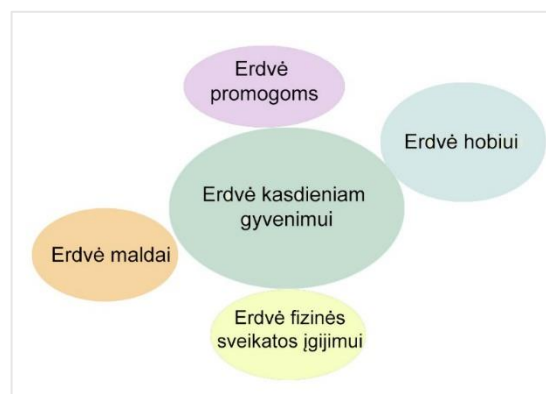 Erdvė
promogoms
Erdvė hobiui
Erdvė kasdieniam
gyvenimui
Erdvė maldai
Erdvė fizinės
sveikatos įgijimui